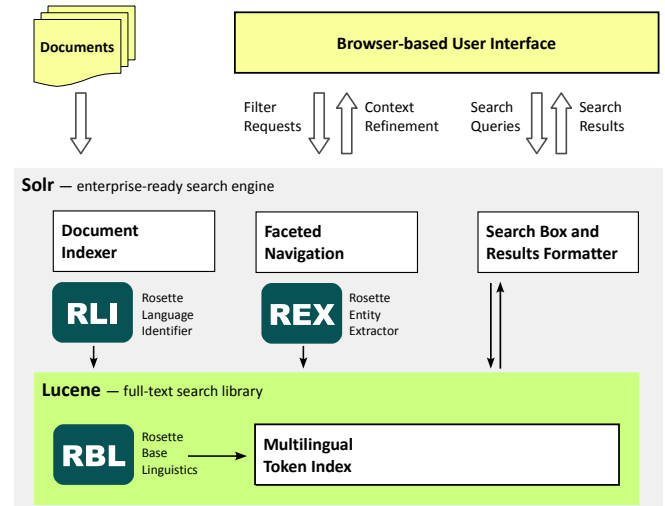 Documents
Browser-based User Interface
Filter
Requests
Context
Refinement
Search
Queries
Search
Results
Solr — enterprise-ready search engine
Document
Indexer
Faceted
Navigation
Search Box and
Results Formatter
RLI
Rosette
Language
Identifier
REX
Rosette
Entity
Extractor
Lucene — full-text search library
RBL
Rosette
Base
Linguistics
Multilingual
Token Index